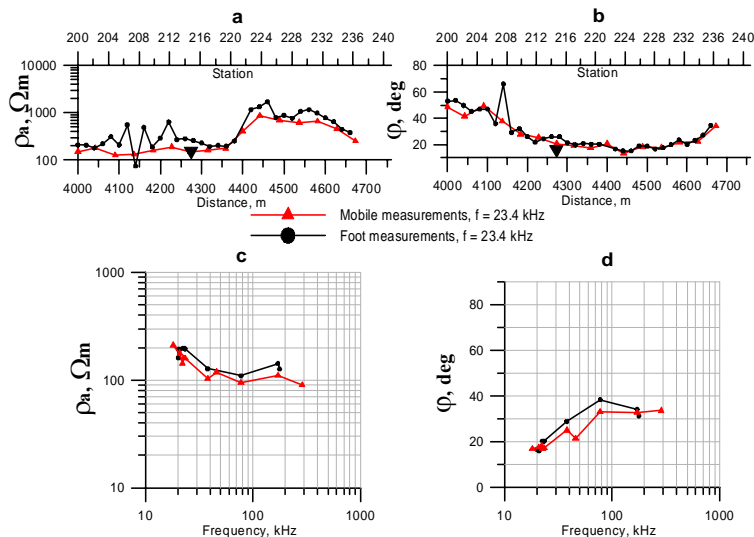 a
200 204 208 212 216 220 224 228 232 236
Station
10000
1000
100
ρa, Ωm
4000 4100 4200 4300 4400 4500 4600 4700
Distance, m
b
200 204 208 212 216 220 224 228 232 236
Station
80
60
40
20
φ, deg
4000 4100 4200 4300 4400 4500 4600 4700
Distance, m
Mobile measurements, f = 23.4 kHz
Foot measurements, f = 23.4 kHz
c
1000
100
10
ρa, Ωm
10 100 1000
Frequency, kHz
d
80
60
40
20
0
φ, deg
10 100 1000
Frequency, kHz